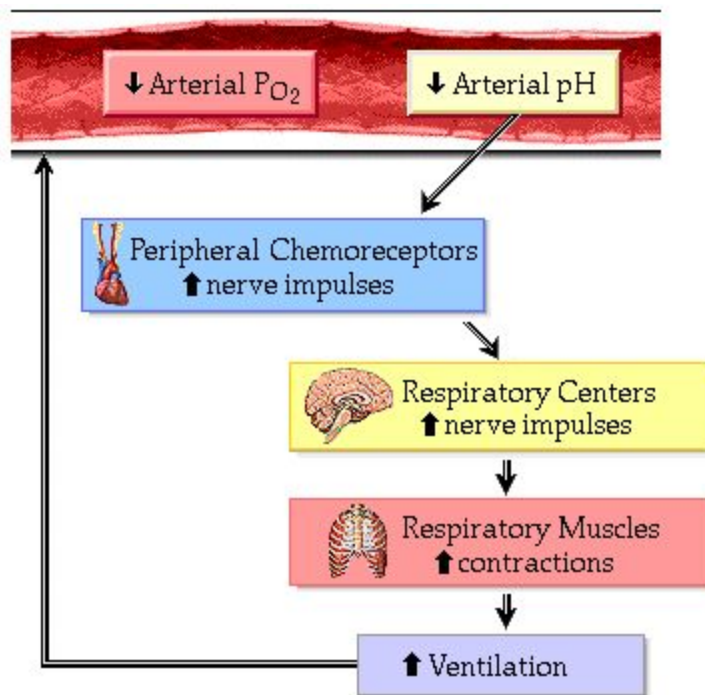 ↓ Arterial PO2
↓ Arterial pH
Peripheral Chemoreceptors
↑ nerve impulses
Respiratory Centers
↑ nerve impulses
Respiratory Muscles
↑ contractions
↑ Ventilation